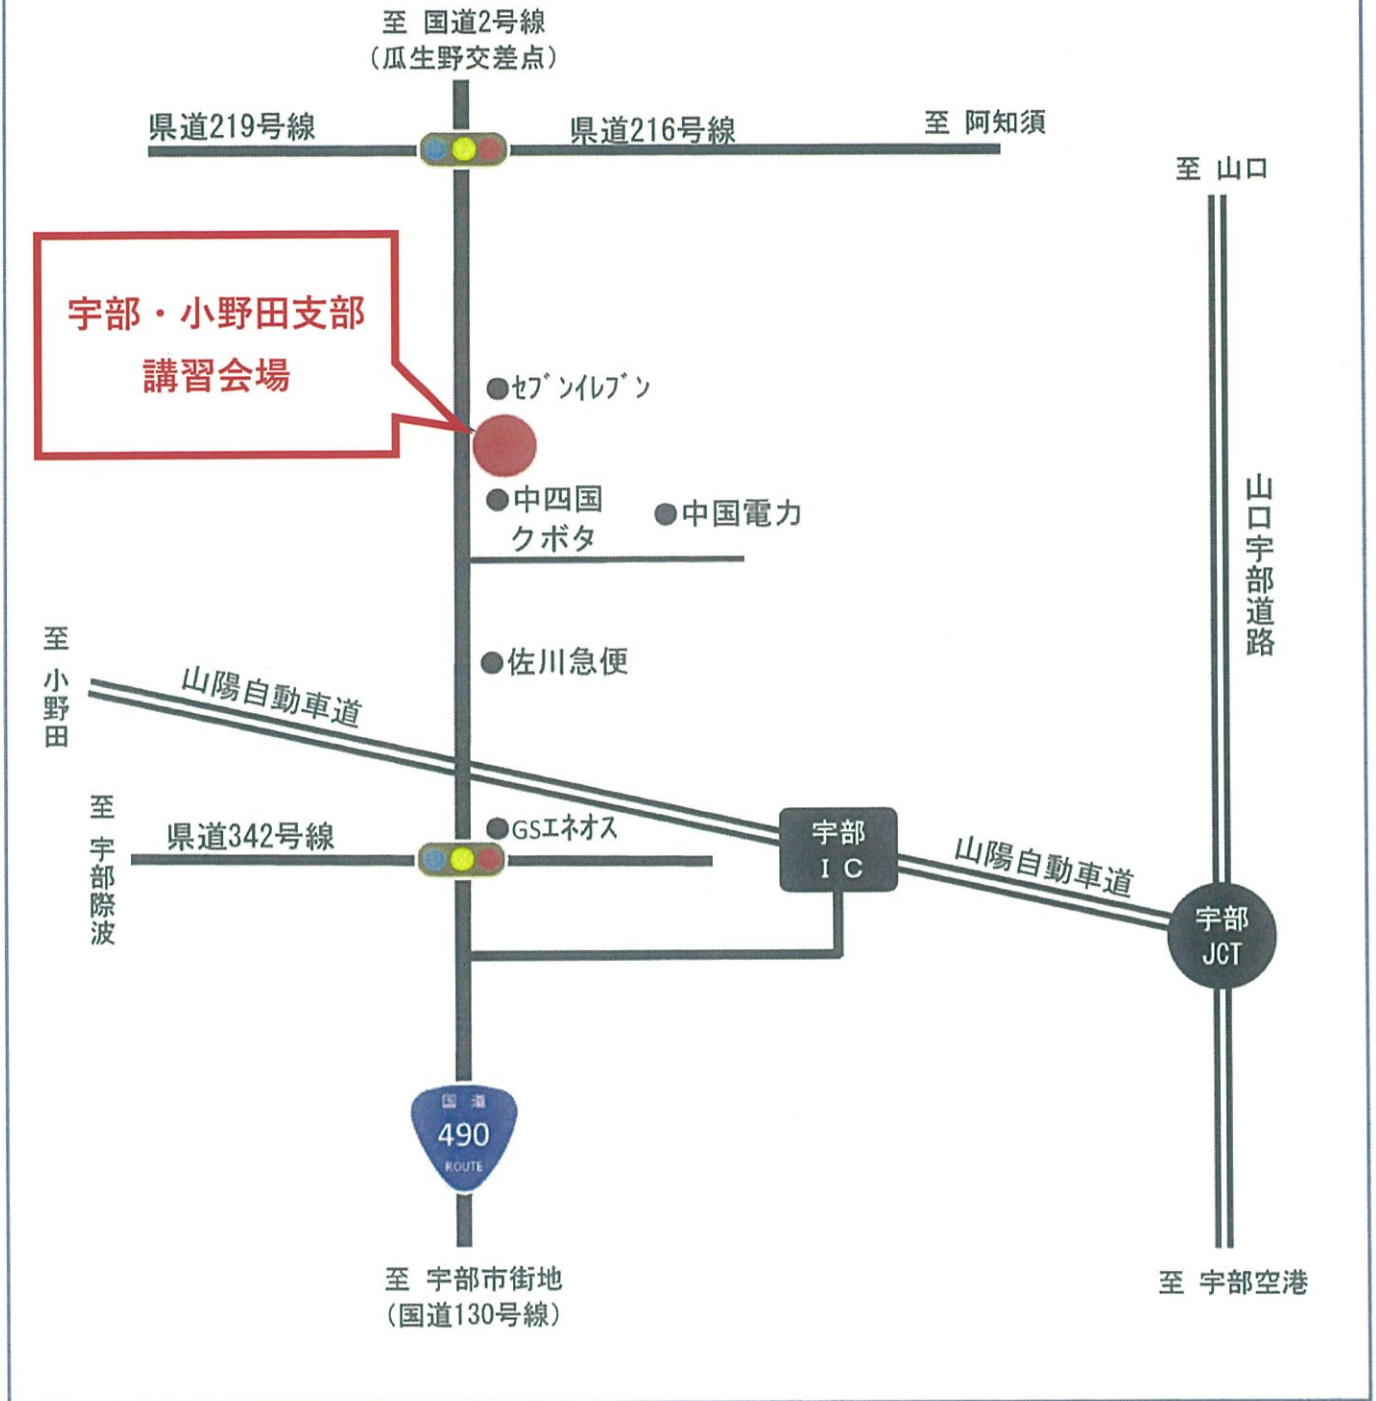 至 国道2号線
（瓜生野交差点）
県道219号線
県道216号線
至 阿知須
至 山口
宇部・小野田支部
講習会場
セブンイレブン
中四国
クボタ
中国電力
山口宇部道路
佐川急便
至 小野田
山陽自動車道
至 宇部際波
県道342号線
GSエネオス
宇部
ＩＣ
山陽自動車道
宇部
JCT
国道
490
ROUTE
至 宇部市街地
（国道130号線）
至 宇部空港